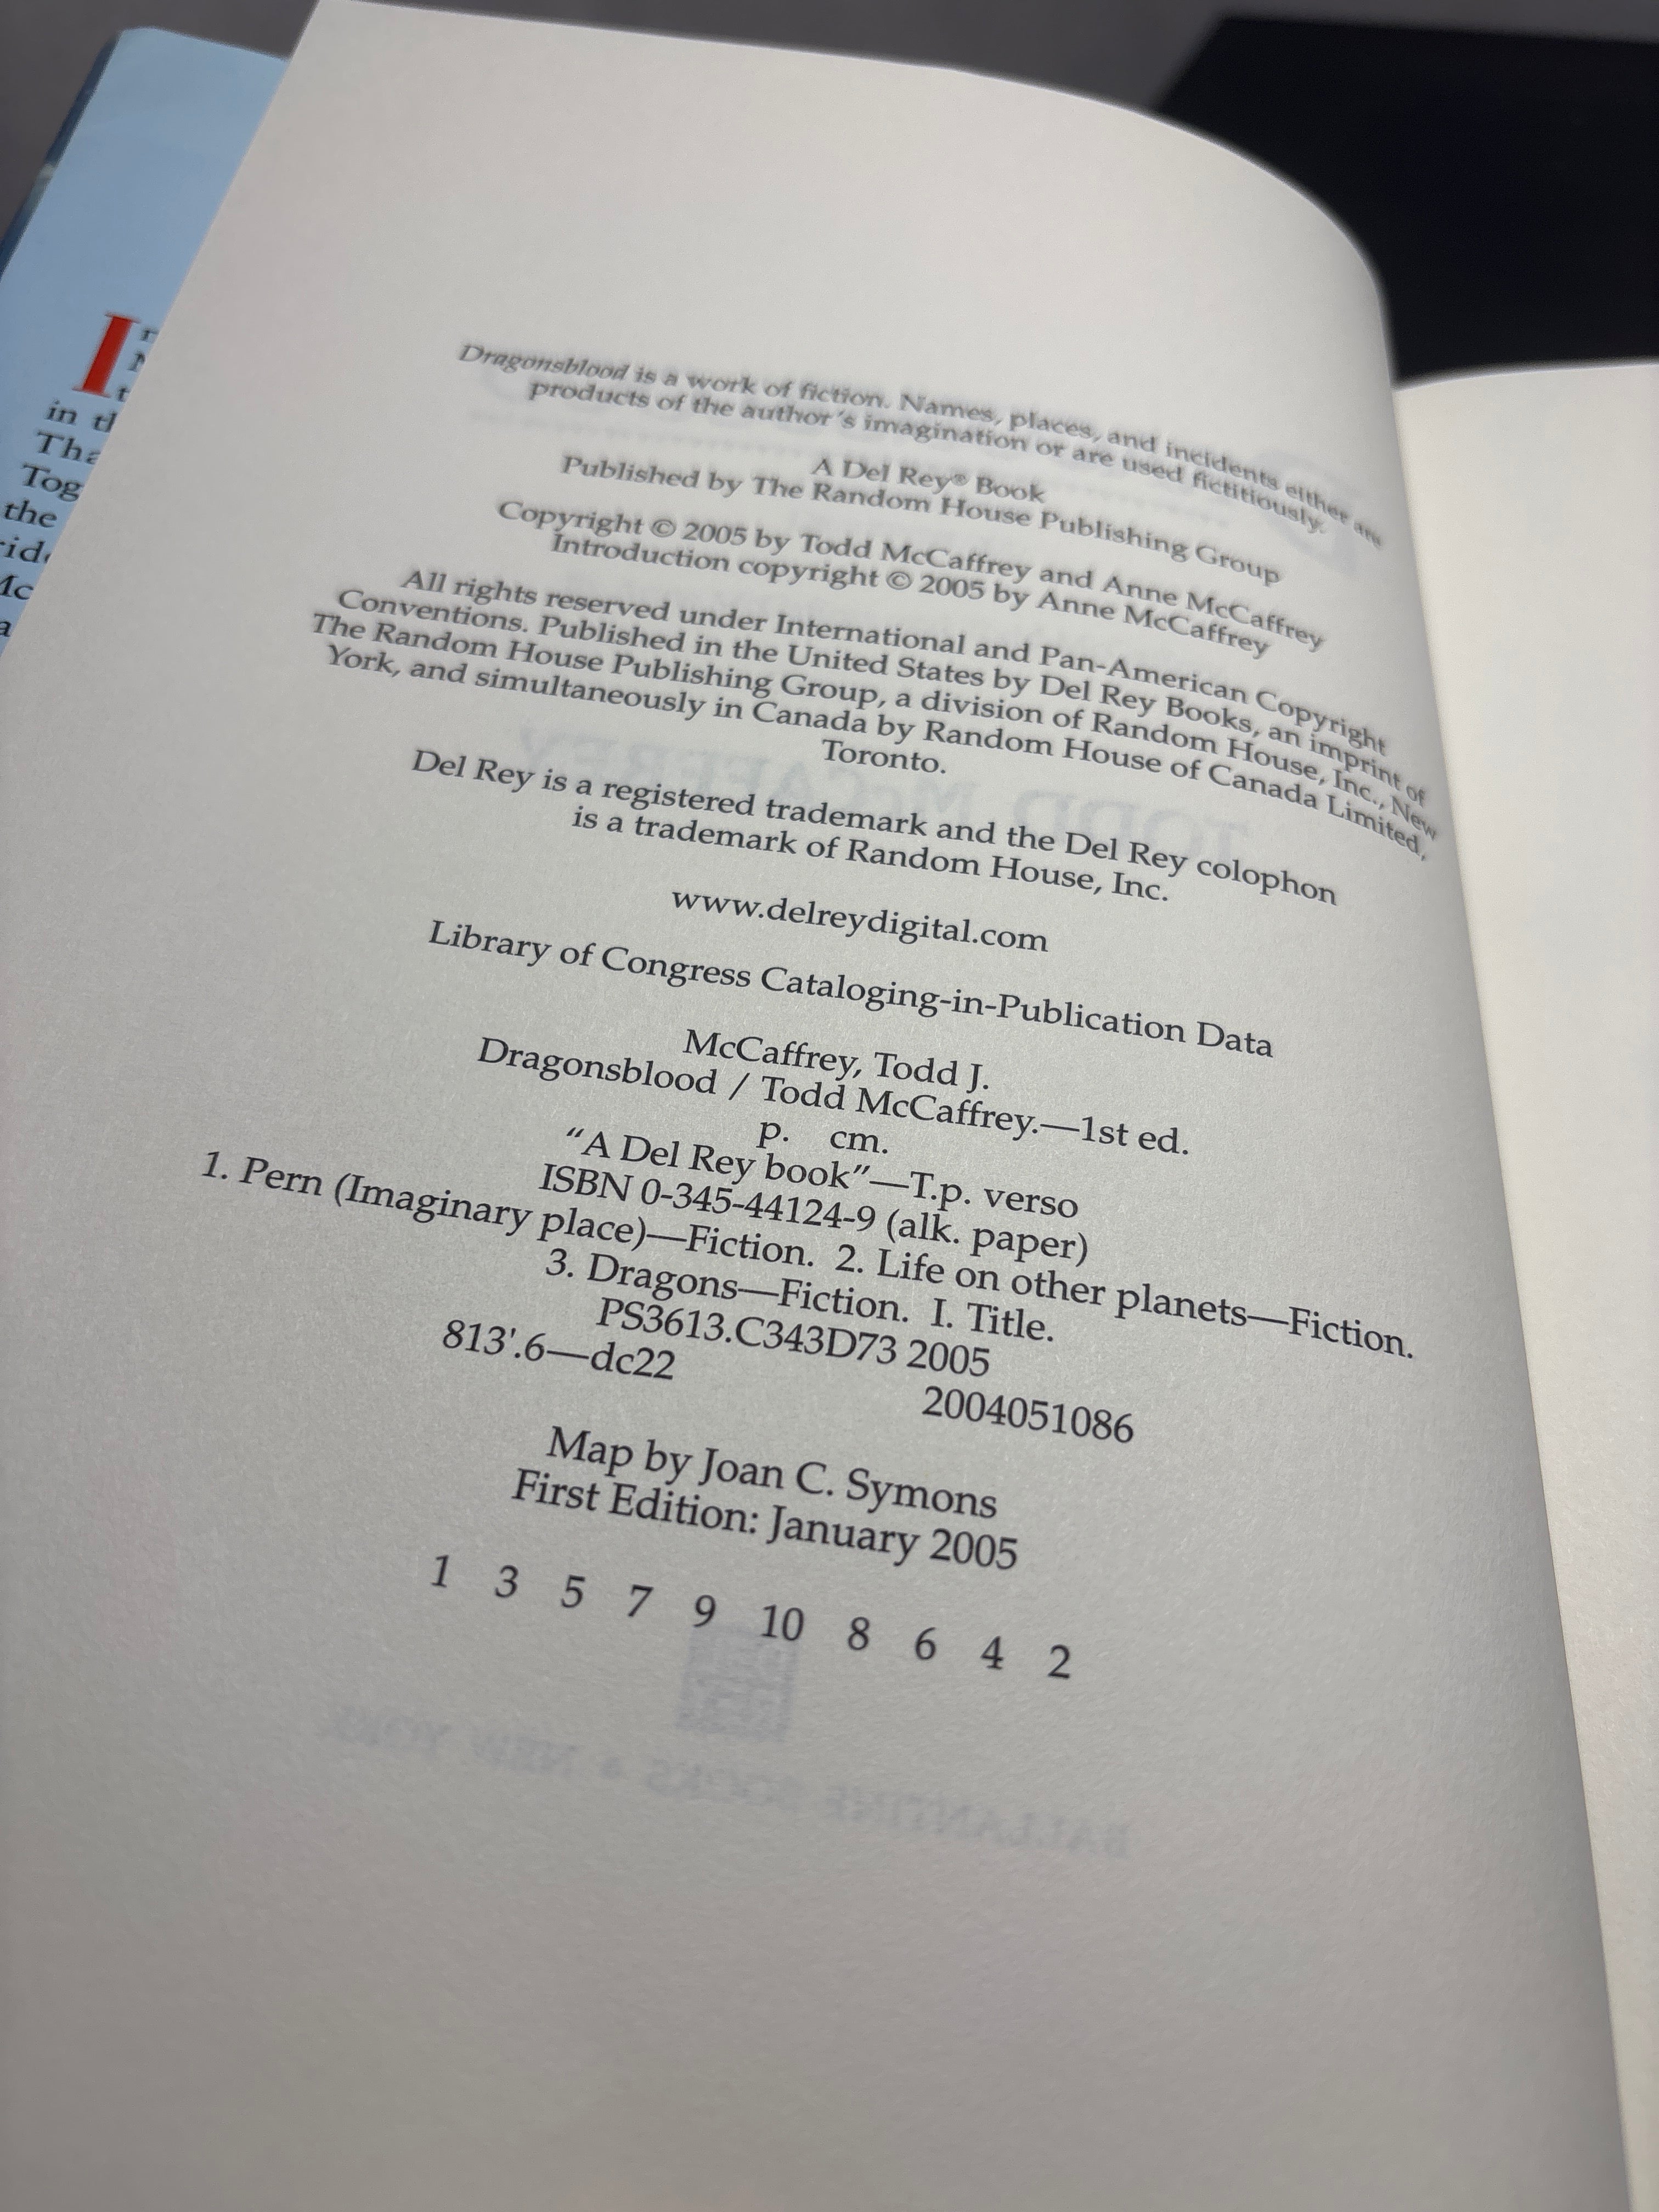 Dragonsblood is a work of fiction. Names, places, and incidents either are
products of the author's imagination or are used fictitiously.
A Del Rey® Book
Published by The Random House Publishing Group
Copyright © 2005 by Todd McCaffrey and Anne McCaffrey
Introduction copyright © 2005 by Anne McCaffrey
All rights reserved under International and Pan-American Copyright
Conventions. Published in the United States by Del Rey Books, an imprint of
The Random House Publishing Group, a division of Random House, Inc., New
York, and simultaneously in Canada by Random House of Canada Limited,
Toronto.
Del Rey is a registered trademark and the Del Rey colophon
is a trademark of Random House, Inc.
www.delreydigital.com
Library of Congress Cataloging-in-Publication Data
McCaffrey, Todd J.
Dragonsblood / Todd McCaffrey.—1st ed.
p. cm.
“A Del Rey book”—T.p. verso
ISBN 0-345-44124-9 (alk. paper)
1. Pern (Imaginary place)—Fiction. 2. Life on other planets—Fiction.
3. Dragons—Fiction. I. Title.
PS3613.C343D73 2005
813'.6—dc22
2004051086
Map by Joan C. Symons
First Edition: January 2005
1 3 5 7 9 10 8 6 4 2
in
Tog
the